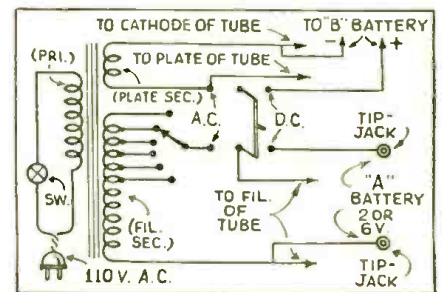 TO CATHODE OF TUBE
TO "B" BATTERY
- +
(PRI.)
TO PLATE OF TUBE
(PLATE SEC.)
A.C.
D.C.
TIP-
JACK
SW.
(FIL.
SEC.)
TO FIL.
OF
TUBE
"A"
BATTERY
2 OR
6 V.
110 V. A.C.
TIP-
JACK